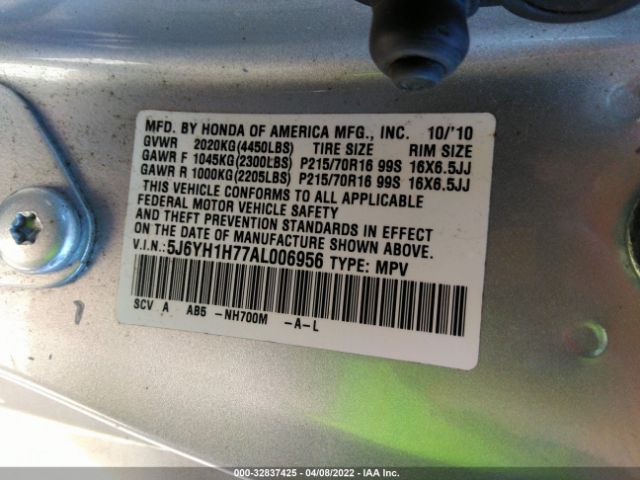 MFD. BY HONDA OF AMERICA MFG., INC. 10/'10
GVWR 2020KG(4450LBS) TIRE SIZE RIM SIZE
GAWR F 1045KG(2300LBS) P215/70R16 99S 16X6.5JJ
GAWR R 1000KG(2205LBS) P215/70R16 99S 16X6.5JJ
THIS VEHICLE CONFORMS TO ALL APPLICABLE
FEDERAL MOTOR VEHICLE SAFETY
AND THEFT PREVENTION STANDARDS IN EFFECT
ON THE DATE OF MANUFACTURE SHOWN ABOVE.
V.I.N.:5J6YH1H77AL006956 TYPE: MPV
SCV A AB5 -NH700M -A-L
000-32837425 - 04/08/2022 - IAA Inc.